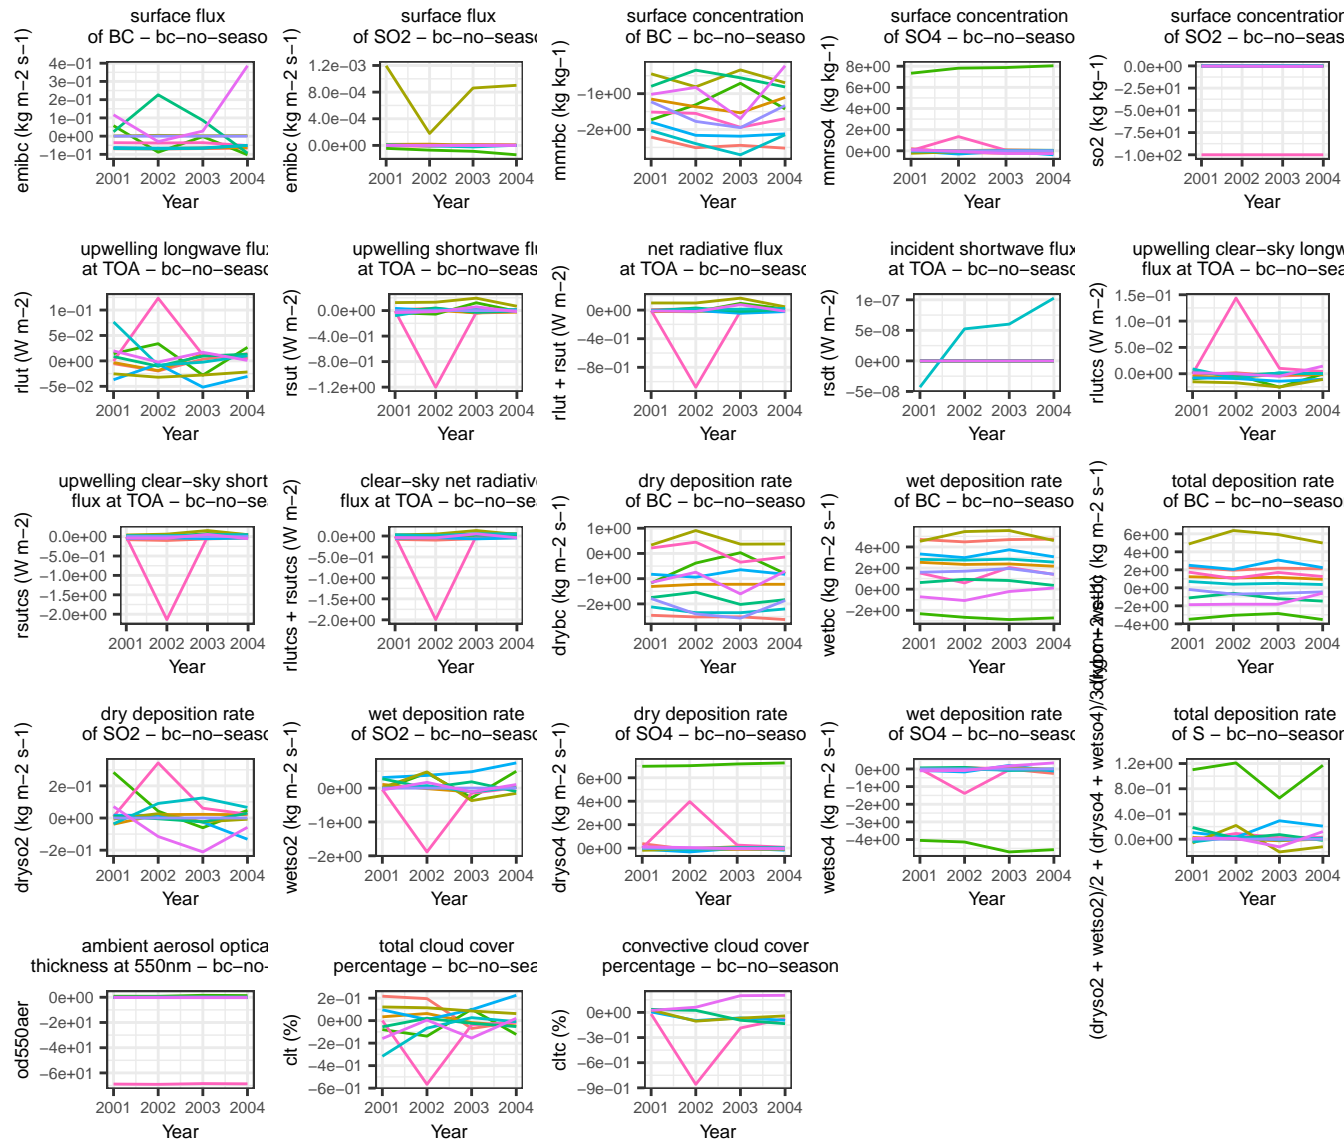 surface flux
of BC − bc−no−seaso
emibc (kg m−2 s−1)
4e−01
3e−01
2e−01
1e−01
0e+00
−1e−01
2001 2002 2003 2004
Year
surface flux
of SO2 − bc−no−seaso
emibc (kg m−2 s−1)
1.2e−03
8.0e−04
4.0e−04
0.0e+00
2001 2002 2003 2004
Year
surface concentration
of BC − bc−no−seaso
mmrbc (kg kg−1)
−1e+00
−2e+00
2001 2002 2003 2004
Year
surface concentration
of SO4 − bc−no−seaso
mmrso4 (kg kg−1)
8e+00
6e+00
4e+00
2e+00
0e+00
2001 2002 2003 2004
Year
surface concentration
of SO2 − bc−no−seaso
so2 (kg kg−1)
0.0e+00
−2.5e+01
−5.0e+01
−7.5e+01
−1.0e+02
2001 2002 2003 2004
Year
upwelling longwave flux
at TOA − bc−no−seaso
rlut (W m−2)
1e−01
5e−02
0e+00
−5e−02
2001 2002 2003 2004
Year
upwelling shortwave flu
at TOA − bc−no−seas
rsut (W m−2)
0.0e+00
−4.0e−01
−8.0e−01
−1.2e+00
2001 2002 2003 2004
Year
net radiative flux
at TOA − bc−no−seaso
rlut + rsut (W m−2)
0e+00
−4e−01
−8e−01
2001 2002 2003 2004
Year
incident shortwave flux
at TOA − bc−no−seaso
rsdt (W m−2)
1e−07
5e−08
0e+00
−5e−08
2001 2002 2003 2004
Year
upwelling clear−sky longw
flux at TOA − bc−no−seas
rlutcs (W m−2)
1.5e−01
1.0e−01
5.0e−02
0.0e+00
2001 2002 2003 2004
Year
upwelling clear−sky short
flux at TOA − bc−no−se
rsutcs (W m−2)
0.0e+00
−5.0e−01
−1.0e+00
−1.5e+00
−2.0e+00
2001 2002 2003 2004
Year
clear−sky net radiative
flux at TOA − bc−no−se
rlutcs + rsutcs (W m−2)
0.0e+00
−5.0e−01
−1.0e+00
−1.5e+00
−2.0e+00
2001 2002 2003 2004
Year
dry deposition rate
of BC − bc−no−seaso
drybc (kg m−2 s−1)
1e+00
0e+00
−1e+00
−2e+00
2001 2002 2003 2004
Year
wet deposition rate
of BC − bc−no−seaso
wetbc (kg m−2 s−1)
4e+00
2e+00
0e+00
−2e+00
2001 2002 2003 2004
Year
total deposition rate
of BC − bc−no−seaso
6e+00
4e+00
2e+00
0e+00
−2e+00
−4e+00
2001 2002 2003 2004
Year
dry deposition rate
of SO2 − bc−no−seaso
dryso2 (kg m−2 s−1)
2e−01
0e+00
−2e−01
2001 2002 2003 2004
Year
wet deposition rate
of SO2 − bc−no−seaso
wetso2 (kg m−2 s−1)
0e+00
−1e+00
−2e+00
2001 2002 2003 2004
Year
dry deposition rate
of SO4 − bc−no−seaso
dryso4 (kg m−2 s−1)
6e+00
4e+00
2e+00
0e+00
2001 2002 2003 2004
Year
wet deposition rate
of SO4 − bc−no−seaso
wetso4 (kg m−2 s−1)
0e+00
−1e+00
−2e+00
−3e+00
−4e+00
2001 2002 2003 2004
Year
total deposition rate
of S − bc−no−season
(dryso2 + wetso2)/2 + (dryso4 + wetso4)/3 (kg m−2 s−1)
1.2e+00
8.0e−01
4.0e−01
0.0e+00
2001 2002 2003 2004
Year
ambient aerosol optica
thickness at 550nm − bc−no−
od550aer
0e+00
−2e+01
−4e+01
−6e+01
2001 2002 2003 2004
Year
total cloud cover
percentage − bc−no−sea
clt (%)
2e−01
0e+00
−2e−01
−4e−01
−6e−01
2001 2002 2003 2004
Year
convective cloud cover
percentage − bc−no−season
cltc (%)
0e+00
−3e−01
−6e−01
−9e−01
2001 2002 2003 2004
Year